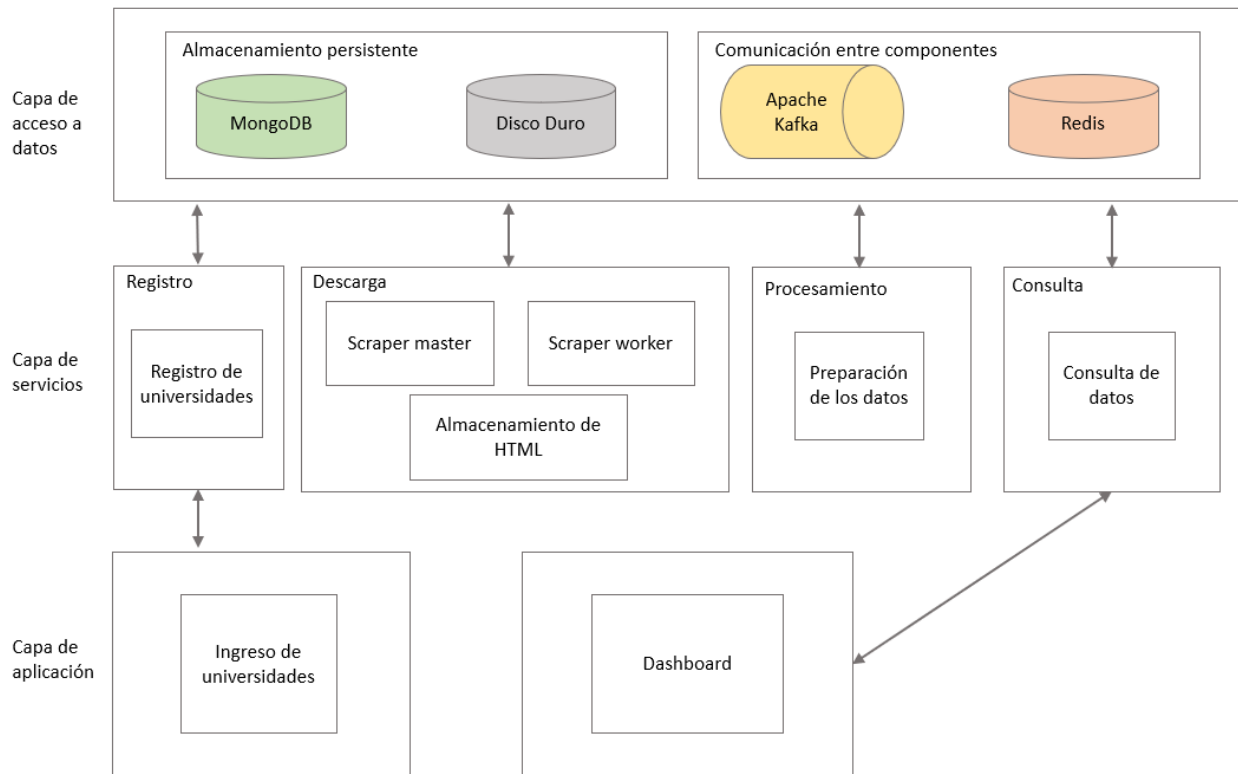 Almacenamiento persistente
Comunicación entre componentes
Capa de
acceso a
datos
MongoDB
Disco Duro
Apache
Kafka
Redis
Registro
Descarga
Procesamiento
Consulta
Capa de
servicios
Registro de
universidades
Scraper master
Scraper worker
Almacenamiento de
HTML
Preparación
de los datos
Consulta de
datos
Capa de
aplicación
Ingreso de
universidades
Dashboard